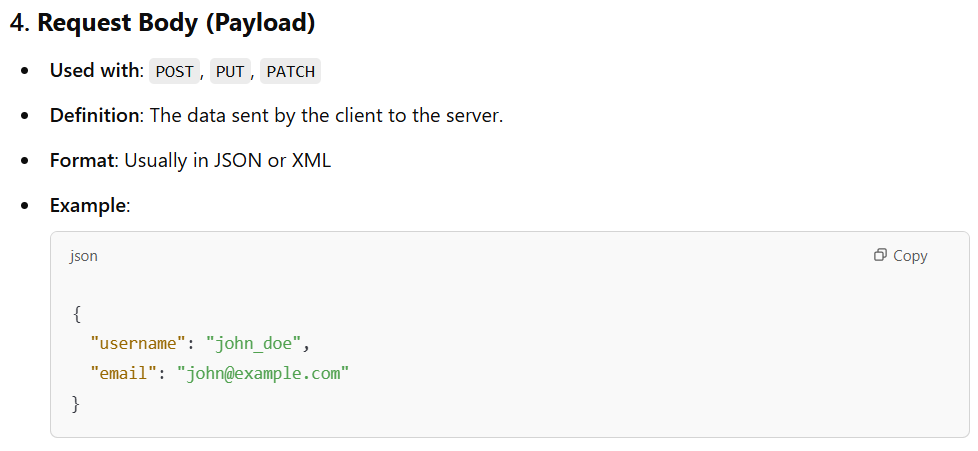 4. Request Body (Payload)
• Used with: POST, PUT, PATCH
• Definition: The data sent by the client to the server.
• Format: Usually in JSON or XML
• Example:
json
Copy
{
  "username": "john_doe",
  "email": "john@example.com"
}